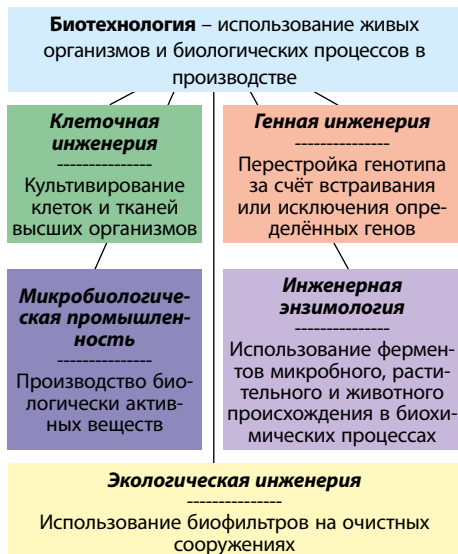 Биотехнология – использование живых
организмов и биологических процессов в
производстве
Клеточная
инженерия
---------------
Культивирование
клеток и тканей
высших организмов
Генная инженерия
---------------
Перестройка генотипа
за счёт встраивания
или исключения опре-
делённых генов
Микробиологиче-
ская промышлен-
ность
---------------
Производство био-
логически актив-
ных веществ
Инженерная
энзимология
---------------
Использование фермен-
тов микробного, расти-
тельного и животного
происхождения в биохи-
мических процессах
Экологическая инженерия
---------------
Использование биофильтров на очистных
сооружениях